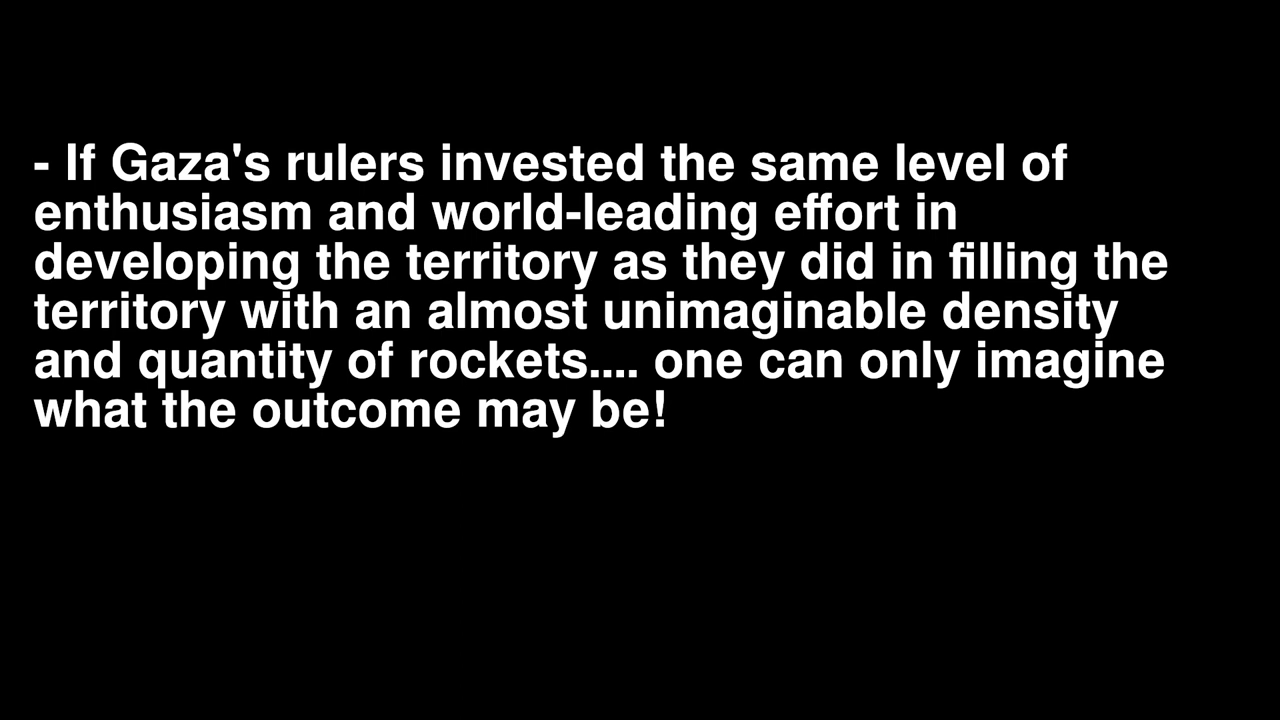 - If Gaza's rulers invested the same level of
enthusiasm and world-leading effort in
developing the territory as they did in filling the
territory with an almost unimaginable density
and quantity of rockets.... one can only imagine
what the outcome may be!